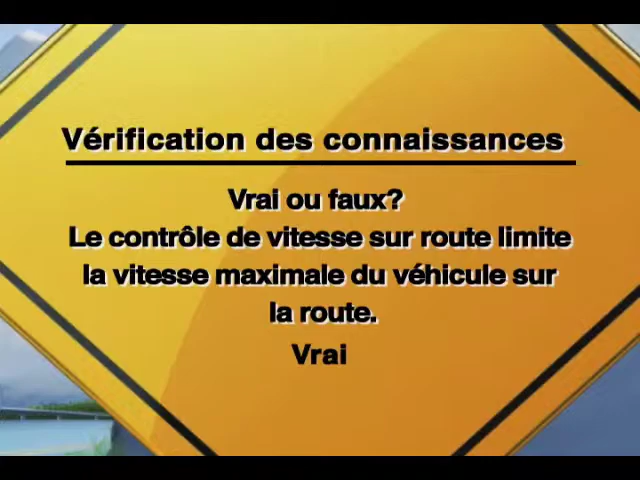 Vérification des connaissances
Vrai ou faux?
Le contrôle de vitesse sur route limite
la vitesse maximale du véhicule sur
la route.
Vrai